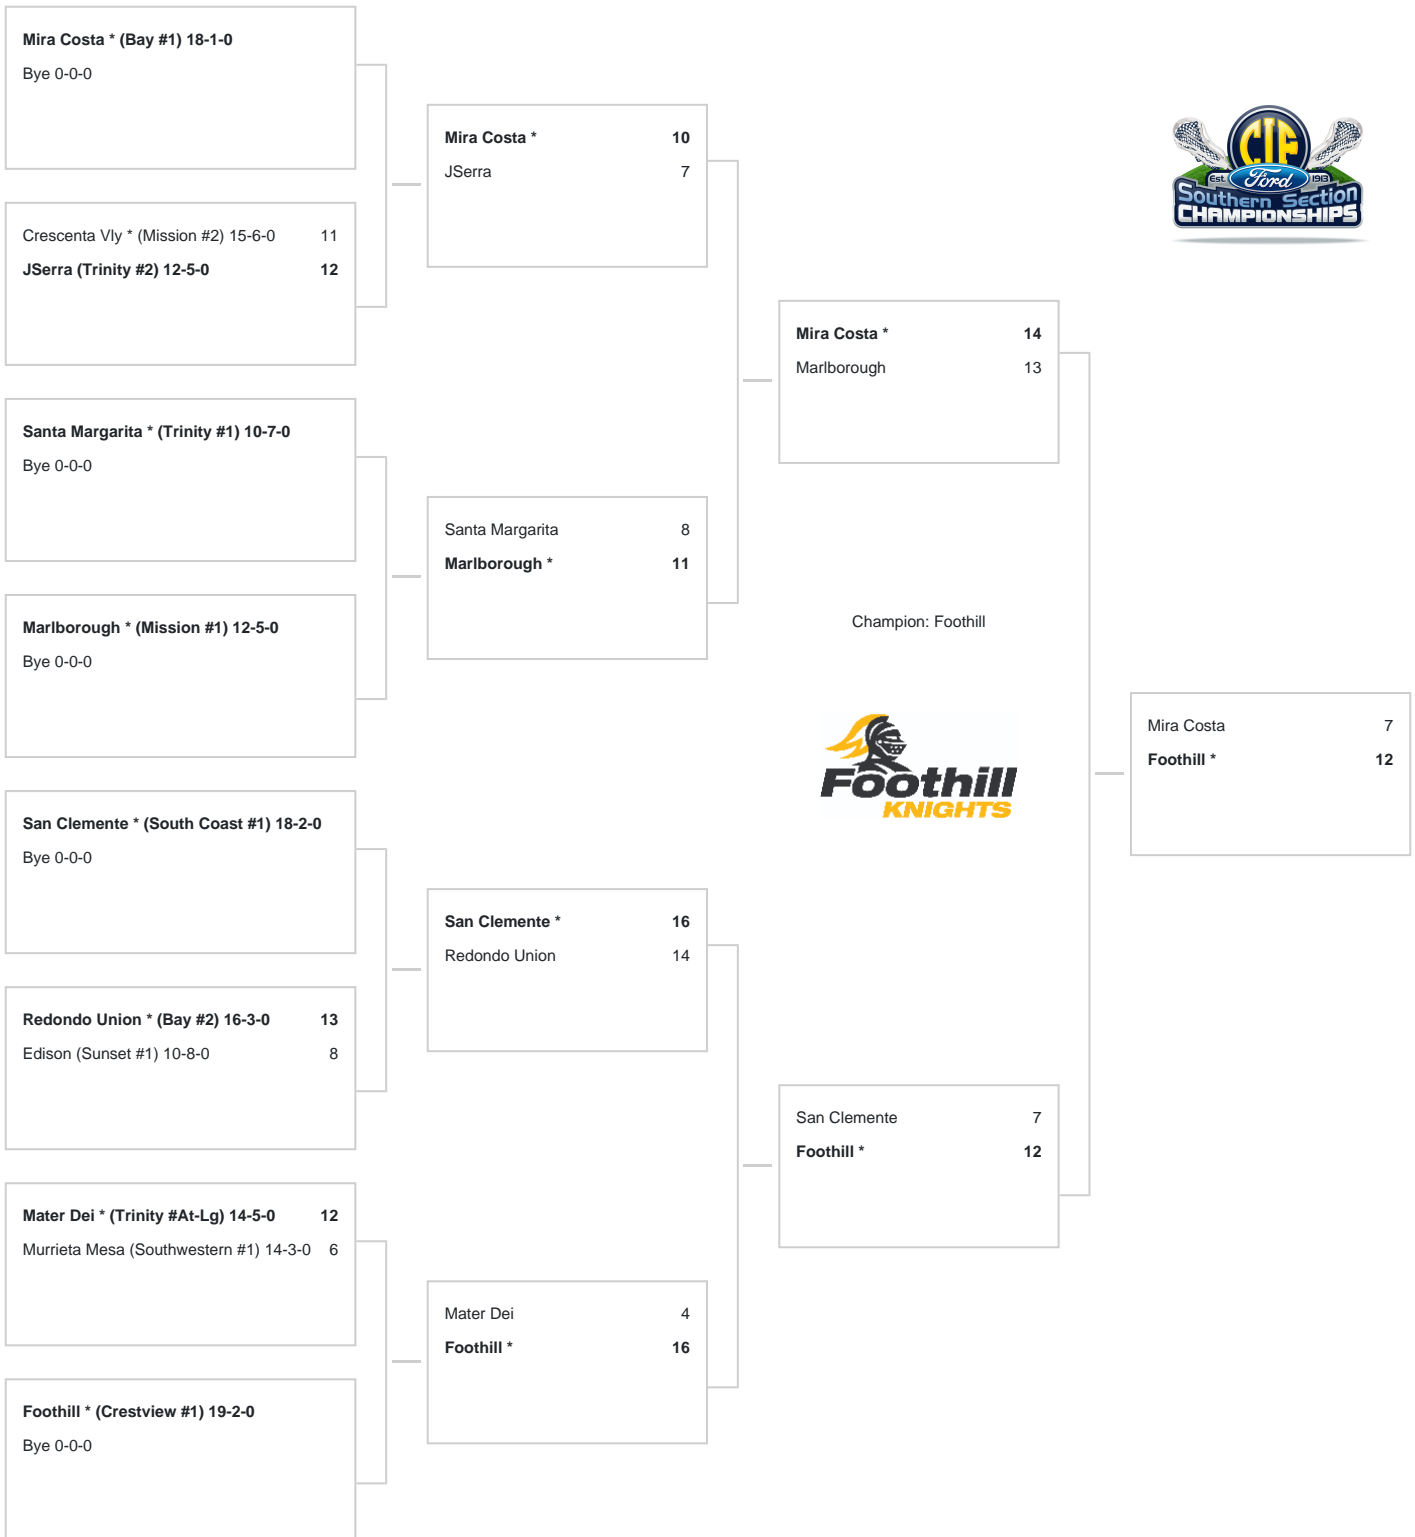 Mira Costa * (Bay #1) 18-1-0
Bye 0-0-0
Crescenta Vly * (Mission #2) 15-6-0 11
JSerra (Trinity #2) 12-5-0 12
Santa Margarita * (Trinity #1) 10-7-0
Bye 0-0-0
Marlborough * (Mission #1) 12-5-0
Bye 0-0-0
San Clemente * (South Coast #1) 18-2-0
Bye 0-0-0
Redondo Union * (Bay #2) 16-3-0 13
Edison (Sunset #1) 10-8-0 8
Mater Dei * (Trinity #At-Lg) 14-5-0 12
Murrieta Mesa (Southwestern #1) 14-3-0 6
Foothill * (Crestview #1) 19-2-0
Bye 0-0-0
Mira Costa * 10
JSerra 7
Santa Margarita 8
Marlborough * 11
San Clemente * 16
Redondo Union 14
Mater Dei 4
Foothill * 16
Mira Costa * 14
Marlborough 13
Champion: Foothill
Foothill
KNIGHTS
San Clemente 7
Foothill * 12
CIF
Est. Ford 1913
Southern Section
CHAMPIONSHIPS
Mira Costa 7
Foothill * 12